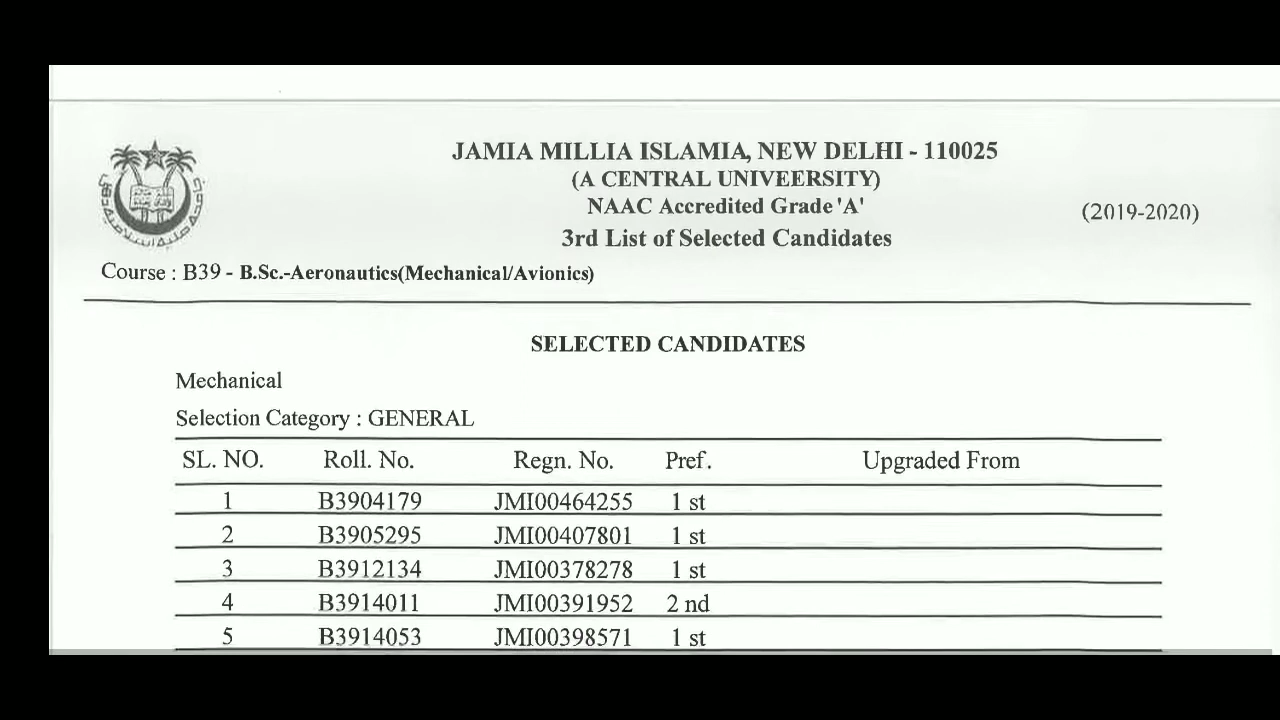 JAMIA MILLIA ISLAMIA, NEW DELHI - 110025
(A CENTRAL UNIVEERSITY)
NAAC Accredited Grade 'A'
(2019-2020)
3rd List of Selected Candidates
Course : B39 - B.Sc.-Aeronautics(Mechanical/Avionics)
SELECTED CANDIDATES
Mechanical
Selection Category : GENERAL
SL. NO. Roll. No. Regn. No. Pref. Upgraded From
1 B3904179 JMI00464255 1 st
2 B3905295 JMI00407801 1 st
3 B3912134 JMI00378278 1 st
4 B3914011 JMI00391952 2 nd
5 B3914053 JMI00398571 1 st